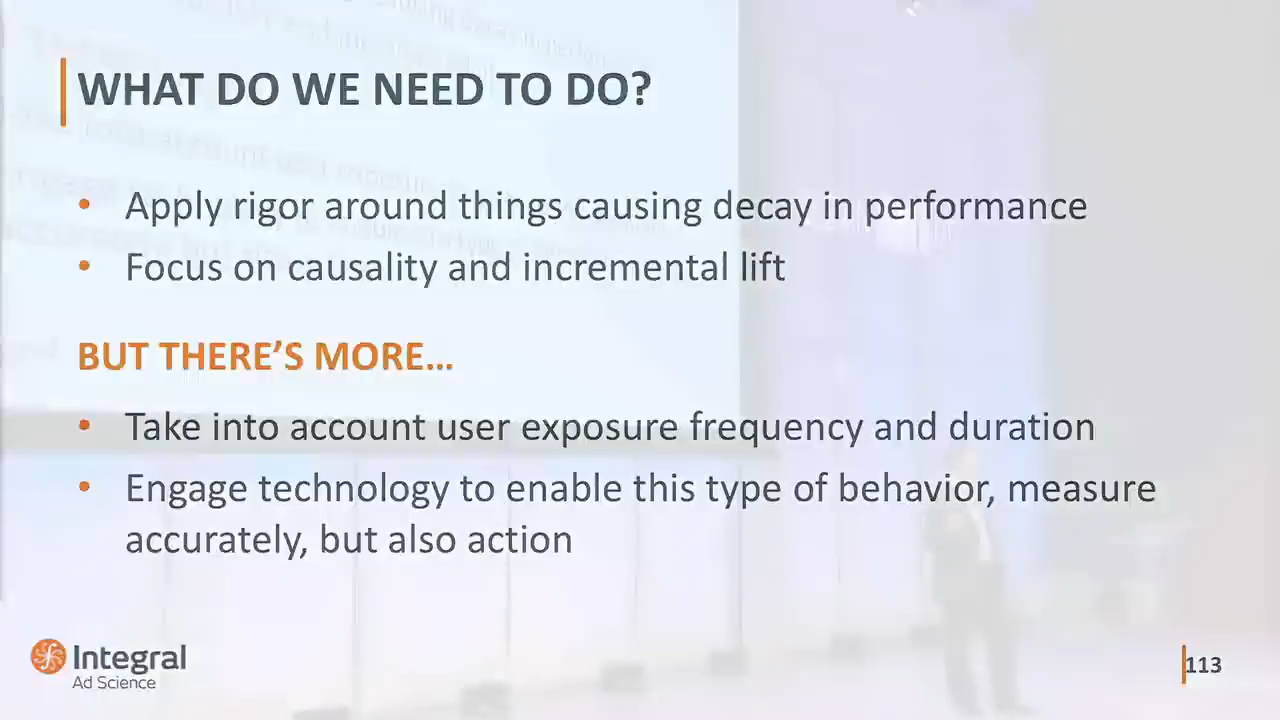 WHAT DO WE NEED TO DO?
• Apply rigor around things causing decay in performance
• Focus on causality and incremental lift
BUT THERE’S MORE...
• Take into account user exposure frequency and duration
• Engage technology to enable this type of behavior, measure
accurately, but also action
Integral
Ad Science
113